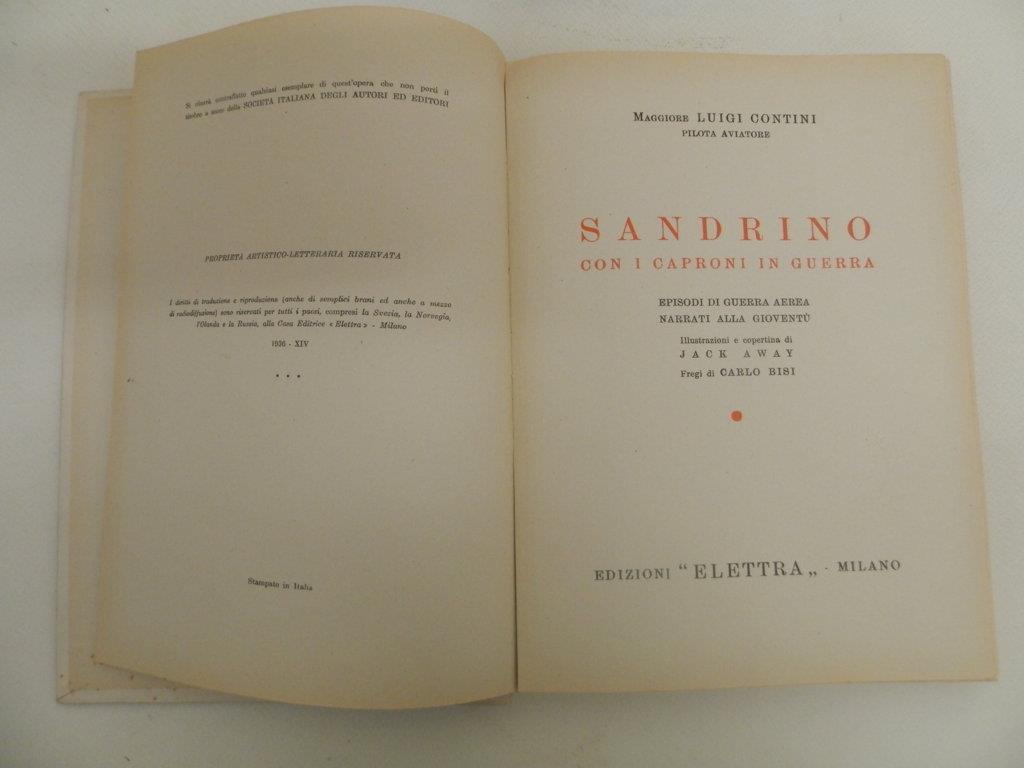 Si riterrà contraffatto qualsiasi esemplare di quest'opera che non porti il
timbro a secco della SOCIETÀ ITALIANA DEGLI AUTORI ED EDITORI
PROPRIETÀ ARTISTICO-LETTERARIA RISERVATA
I diritti di traduzione e riproduzione (anche di semplici brani ed anche a mezzo
di radiodiffusione) sono riservati per tutti i paesi, compresi la Svezia, la Norvegia,
l'Olanda e la Russia, alla Casa Editrice « Elettra » - Milano
1936 - XIV
• • •
Stampato in Italia
MAGGIORE LUIGI CONTINI
PILOTA AVIATORE
SANDRINO
CON I CAPRONI IN GUERRA
EPISODI DI GUERRA AEREA
NARRATI ALLA GIOVENTÙ
Illustrazioni e copertina di
JACK AWAY
Fregi di CARLO BISI
EDIZIONI “ELETTRA„ - MILANO